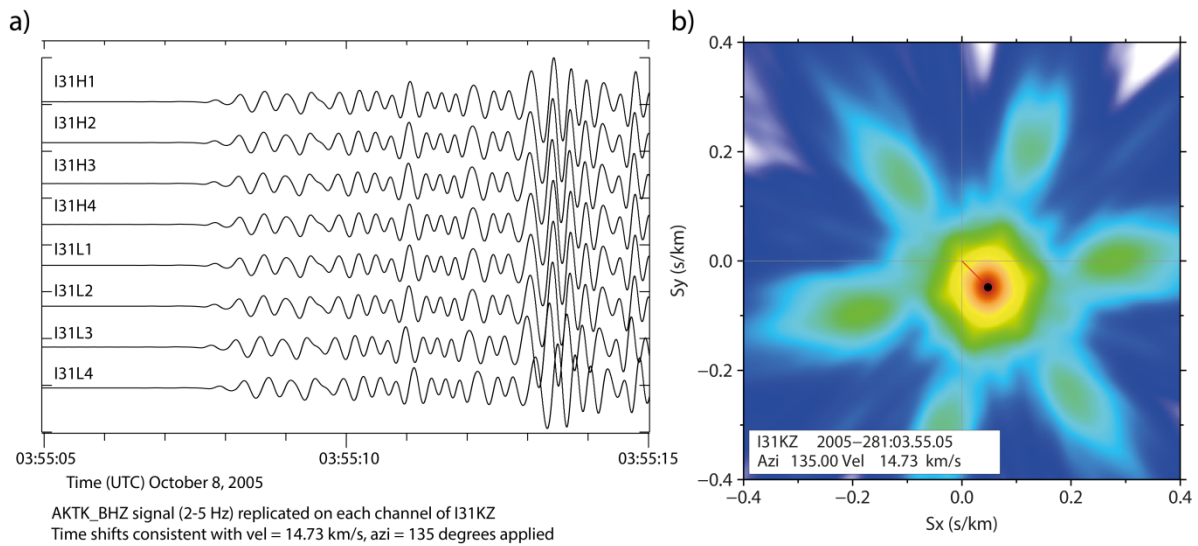 a)
I31H1
I31H2
I31H3
I31H4
I31L1
I31L2
I31L3
I31L4
03:55:05 03:55:10 03:55:15
Time (UTC) October 8, 2005
AKTK_BHZ signal (2-5 Hz) replicated on each channel of I31KZ
Time shifts consistent with vel = 14.73 km/s, azi = 135 degrees applied
b)
0.4
0.2
0.0
−0.2
−0.4
Sy (s/km)
I31KZ 2005−281:03.55.05
Azi 135.00 Vel 14.73 km/s
−0.4 −0.2 0.0 0.2 0.4
Sx (s/km)